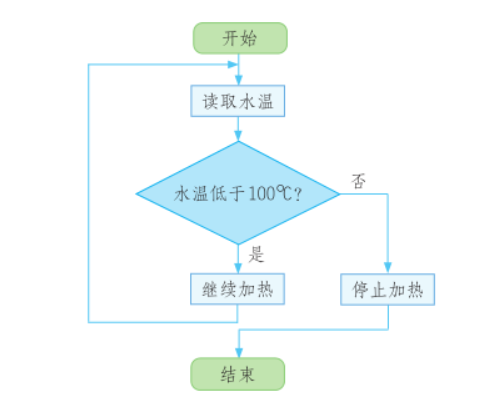 开始
读取水温
水温低于100℃?
否
是
继续加热
停止加热
结束